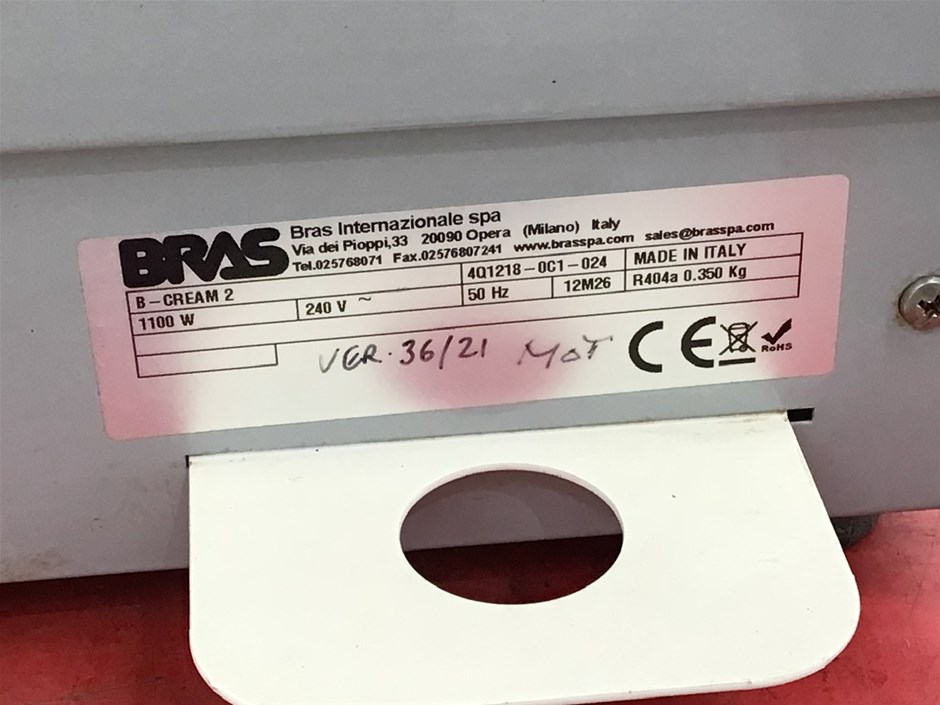 BRAS
Bras Internazionale spa
Via dei Pioppi,33 20090 Opera (Milano) Italy
Tel.025768071 Fax.02576807241 www.brasspa.com sales@brasspa.com
B-CREAM 2 4Q1218-0C1-024 MADE IN ITALY
1100 W 240 V ~ 50 Hz 12M26 R404a 0.350 Kg
VER. 36/21 MOT CE RoHS